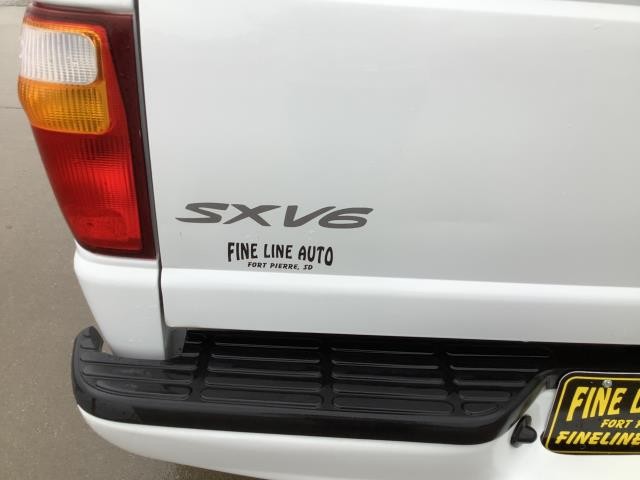 SXV6
FINE LINE AUTO
FORT PIERRE, SD
FINE
FORT
FINELINE